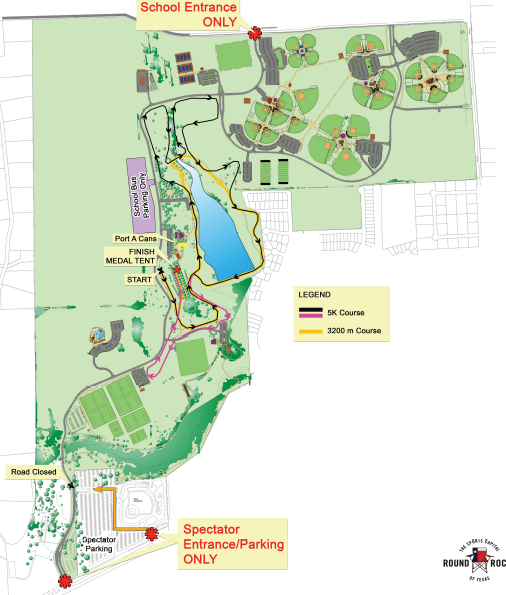 School Entrance
ONLY
School Bus
Parking Only
Port A Cans
FINISH
MEDAL TENT
START
LEGEND
5K Course
3200 m Course
Road Closed
Spectator
Parking
Spectator
Entrance/Parking
ONLY
THE SPORTS CAPITAL
ROUND ROC
OF TEXAS